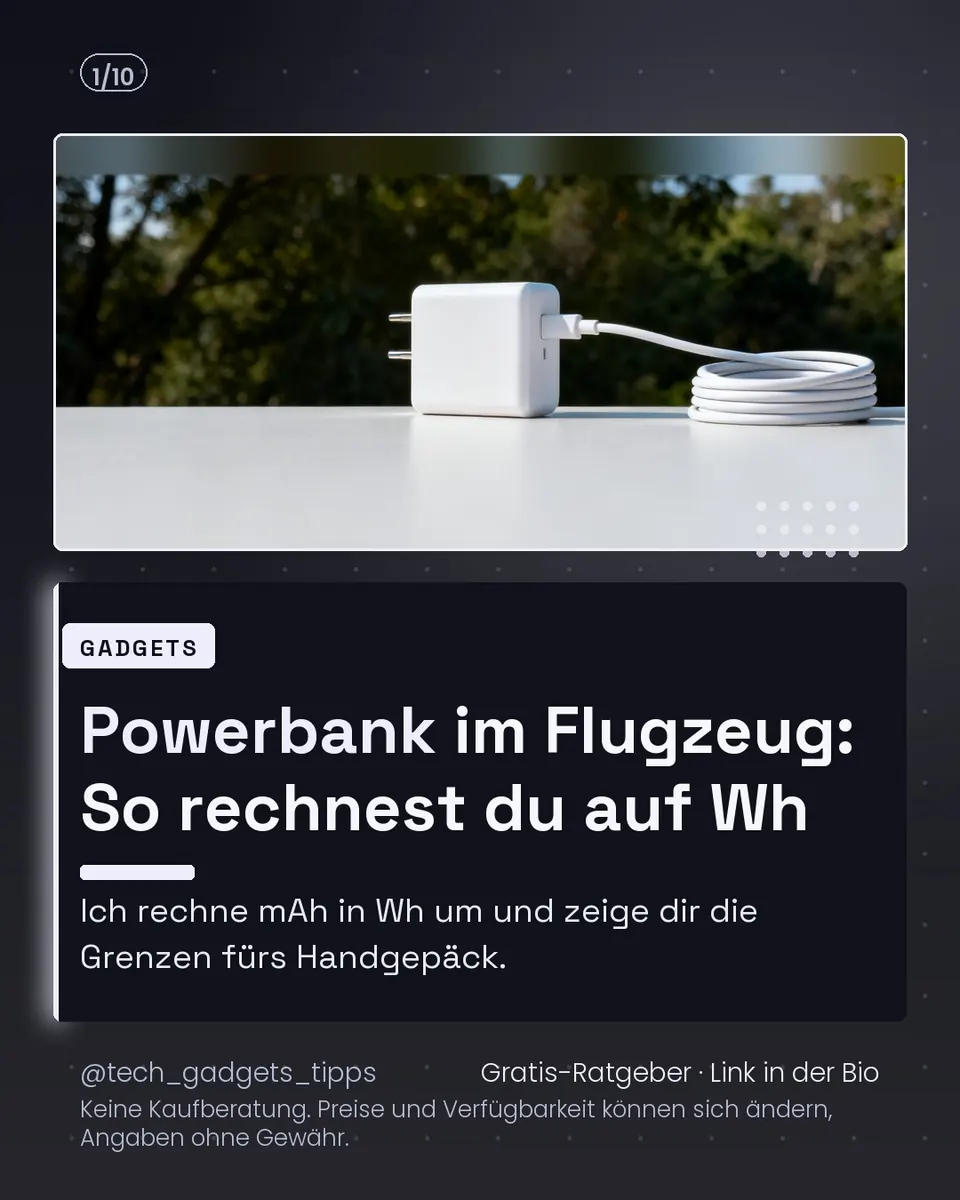 1/10
GADGETS
Powerbank im Flugzeug:
So rechnest du auf Wh
Ich rechne mAh in Wh um und zeige dir die
Grenzen fürs Handgepäck.
@tech_gadgets_tipps
Gratis-Ratgeber · Link in der Bio
Keine Kaufberatung. Preise und Verfügbarkeit können sich ändern,
Angaben ohne Gewähr.